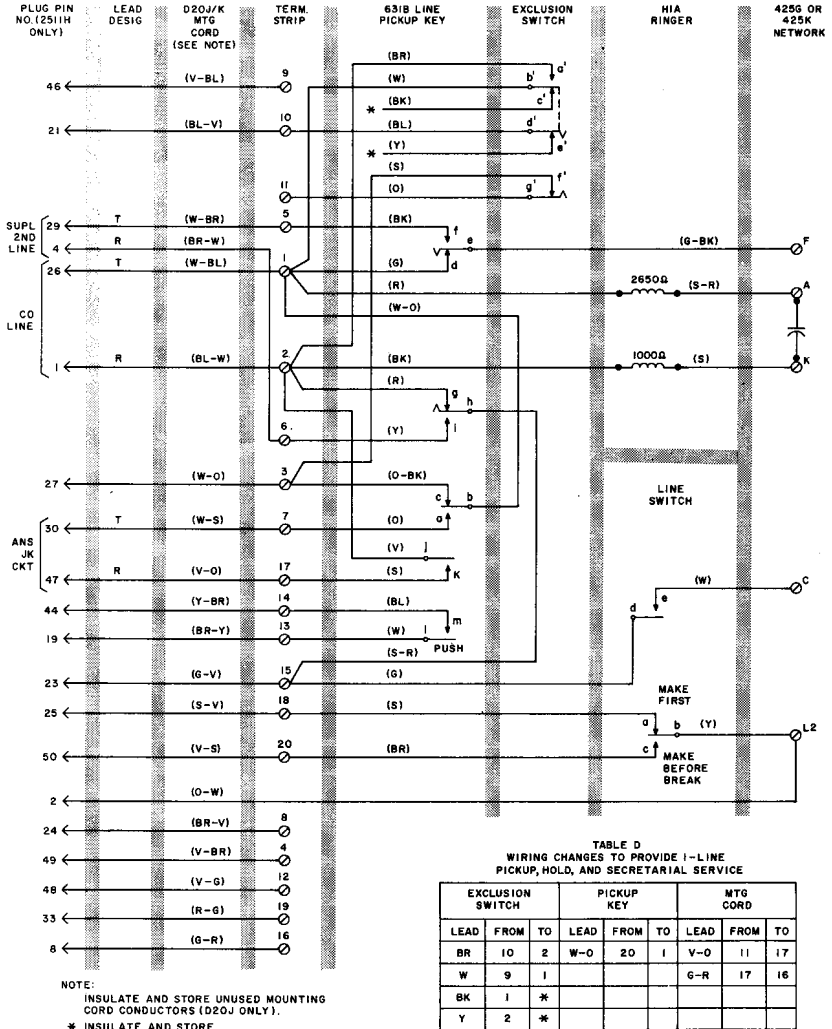 PLUG PIN NO. (2511H ONLY)
LEAD DESIG
D20J/K MTG CORD (SEE NOTE)
TERM. STRIP
631B LINE PICKUP KEY
EXCLUSION SWITCH
HIA RINGER
425G OR 425K NETWORK
46 (V-BL) 9 (BR) a'
(W) b'
* (BK) c'
21 (BL-V) 10 (BL) d'
* (Y) e'
(S) f'
11 (O) g'
SUPL 2ND LINE
29 T (W-BR) 5 (BK) f
4 R (BR-W) e (G-BK) F
CO LINE
26 T (W-BL) 1 (G) d
(R) 2650Ω (S-R) A
(W-O)
1 R (BL-W) 2 (BK) 1000Ω (S) K
(R) g h
6 (Y) i
27 (W-O) 3 (O-BK) c b
ANS JK CKT
30 T (W-S) 7 (O) a
(V) j
47 R (V-O) 17 (S) K
LINE SWITCH
(W) C
d e
44 (Y-BR) 14 (BL) m
19 (BR-Y) 13 (W) l
PUSH
(S-R)
23 (G-V) 15 (G)
MAKE FIRST
25 (S-V) 18 (S) a b (Y) L2
50 (V-S) 20 (BR) c
MAKE BEFORE BREAK
2 (O-W)
24 (BR-V) 8
49 (V-BR) 4
48 (V-G) 12
33 (R-G) 19
8 (G-R) 16
NOTE:
INSULATE AND STORE UNUSED MOUNTING
CORD CONDUCTORS (D20J ONLY).
* INSULATE AND STORE
TABLE D
WIRING CHANGES TO PROVIDE 1-LINE
PICKUP, HOLD, AND SECRETARIAL SERVICE
EXCLUSION SWITCH PICKUP KEY MTG CORD
LEAD FROM TO LEAD FROM TO LEAD FROM TO
BR 10 2 W-O 20 1 V-O 11 17
W 9 1 G-R 17 16
BK 1 *
Y 2 *